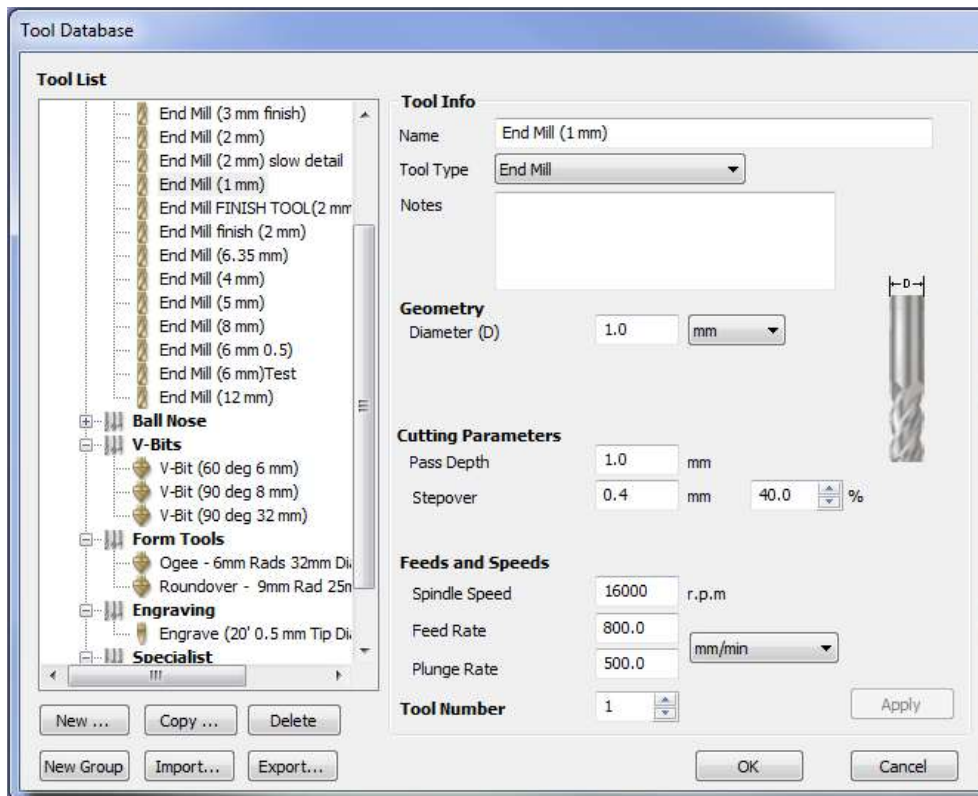 Tool Database
Tool List
End Mill (3 mm finish)
End Mill (2 mm)
End Mill (2 mm) slow detail
End Mill (1 mm)
End Mill FINISH TOOL(2 mm
End Mill finish (2 mm)
End Mill (6.35 mm)
End Mill (4 mm)
End Mill (5 mm)
End Mill (8 mm)
End Mill (6 mm 0.5)
End Mill (6 mm)Test
End Mill (12 mm)
Ball Nose
V-Bits
V-Bit (60 deg 6 mm)
V-Bit (90 deg 8 mm)
V-Bit (90 deg 32 mm)
Form Tools
Ogee - 6mm Rads 32mm Di
Roundover - 9mm Rad 25m
Engraving
Engrave (20' 0.5 mm Tip Di
Specialist
New ... Copy ... Delete
New Group Import... Export...
Tool Info
Name End Mill (1 mm)
Tool Type End Mill
Notes
D
Geometry
Diameter (D) 1.0 mm
Cutting Parameters
Pass Depth 1.0 mm
Stepover 0.4 mm 40.0 %
Feeds and Speeds
Spindle Speed 16000 r.p.m
Feed Rate 800.0
mm/min
Plunge Rate 500.0
Tool Number 1
Apply
OK Cancel